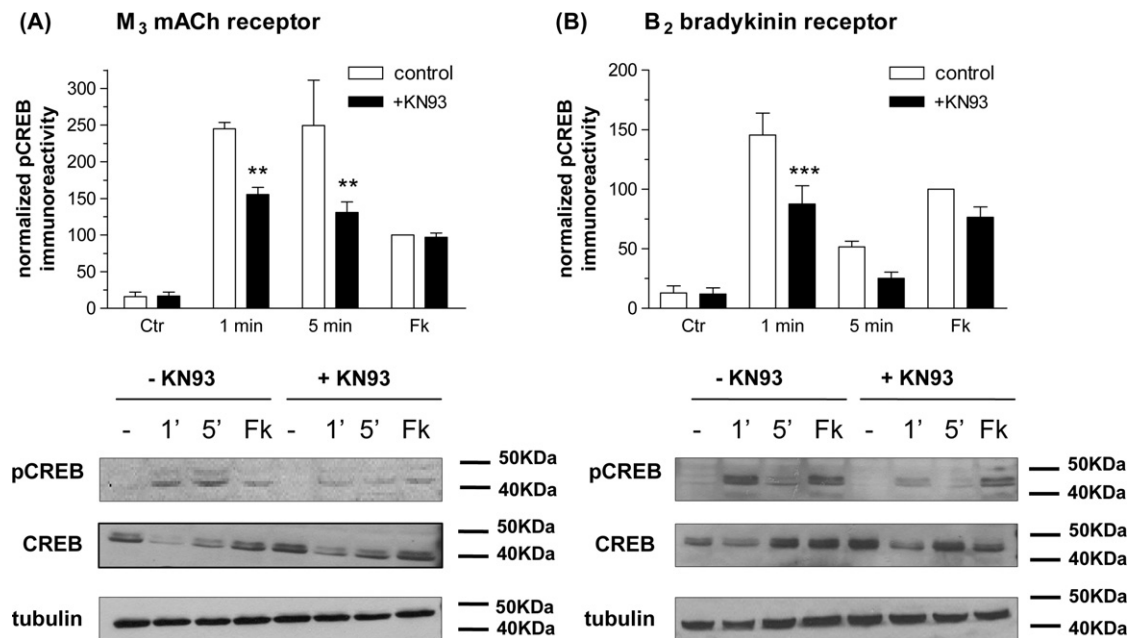 (A) M3 mACh receptor
normalized pCREB
immunoreactivity
300
250
200
150
100
50
0
control
+KN93
**
**
Ctr 1 min 5 min Fk
- KN93 + KN93
- 1’ 5’ Fk - 1’ 5’ Fk
pCREB
50KDa
40KDa
CREB
50KDa
40KDa
tubulin
50KDa
40KDa
(B) B2 bradykinin receptor
normalized pCREB
immunoreactivity
200
150
100
50
0
control
+KN93
***
Ctr 1 min 5 min Fk
- KN93 + KN93
- 1’ 5’ Fk - 1’ 5’ Fk
pCREB
50KDa
40KDa
CREB
50KDa
40KDa
tubulin
50KDa
40KDa